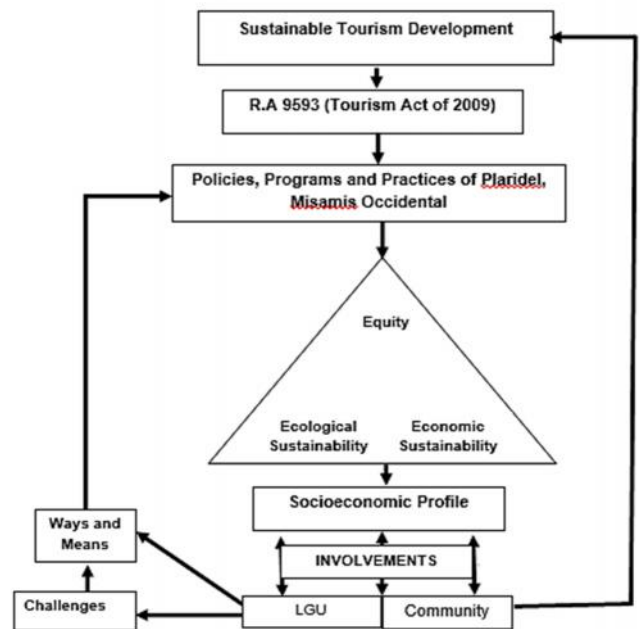 Sustainable Tourism Development
R.A 9593 (Tourism Act of 2009)
Policies, Programs and Practices of Plaridel,
Misamis Occidental
Equity
Ecological
Sustainability
Economic
Sustainability
Socioeconomic Profile
Ways and
Means
INVOLVEMENTS
Challenges
LGU
Community